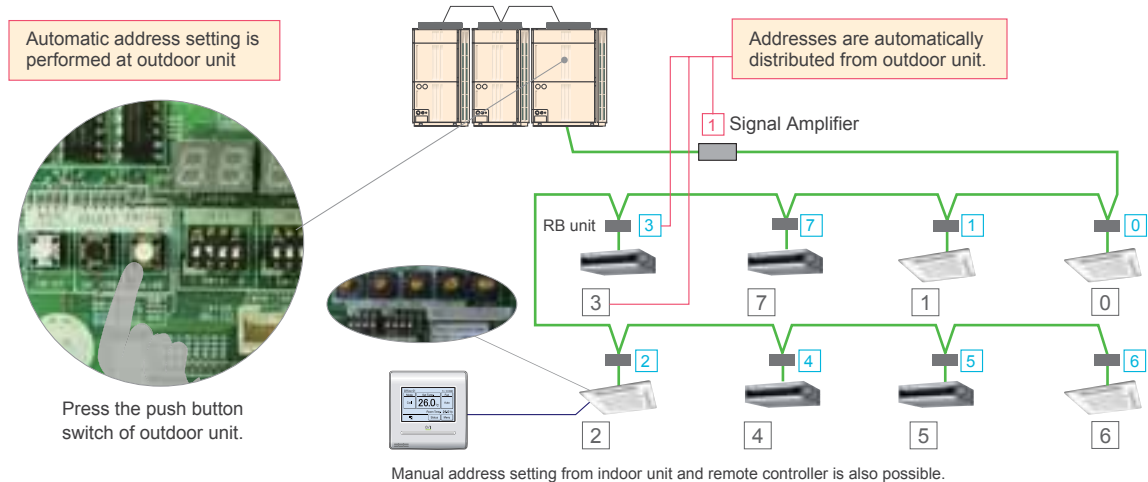 Automatic address setting is
performed at outdoor unit
Addresses are automatically
distributed from outdoor unit.
1 Signal Amplifier
RB unit
3
7
1
0
3
7
1
0
2
4
5
6
26.0
Press the push button
switch of outdoor unit.
2
4
5
6
Manual address setting from indoor unit and remote controller is also possible.